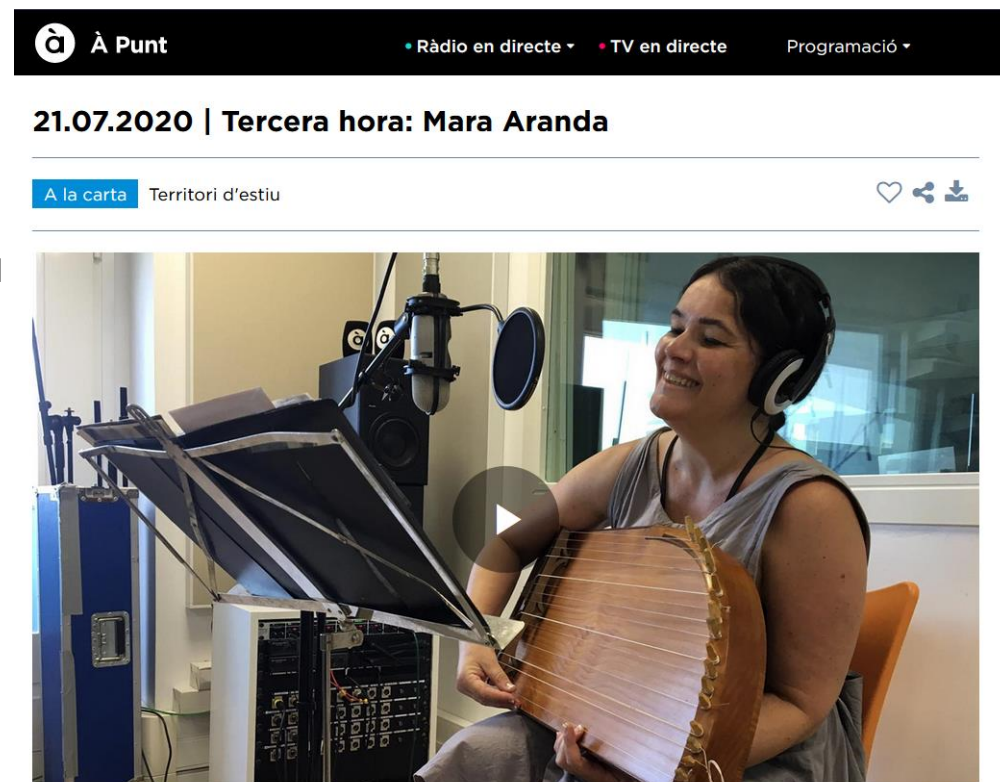 à À Punt
Ràdio en directe TV en directe Programació
21.07.2020 | Tercera hora: Mara Aranda
A la carta Territori d'estiu
à à